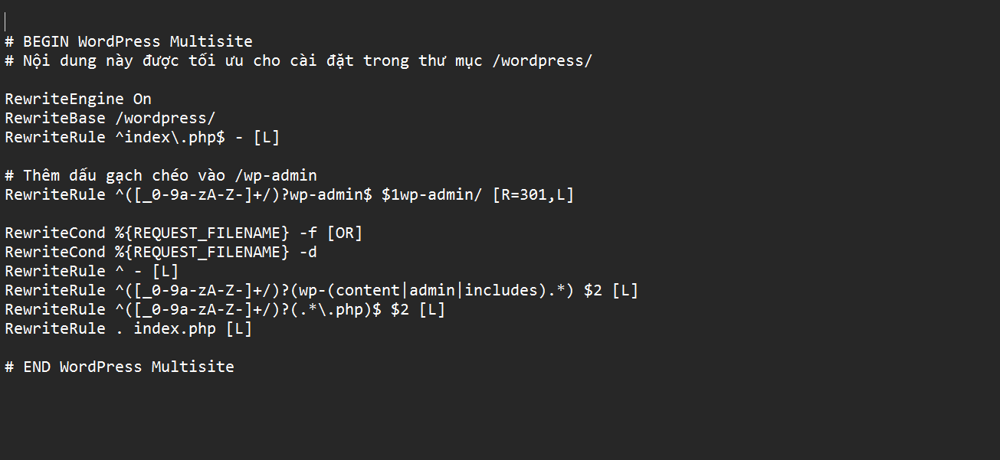 # BEGIN WordPress Multisite
# Nội dung này được tối ưu cho cài đặt trong thư mục /wordpress/
RewriteEngine On
RewriteBase /wordpress/
RewriteRule ^index\.php$ - [L]
# Thêm dấu gạch chéo vào /wp-admin
RewriteRule ^([_0-9a-zA-Z-]+/)?wp-admin$ $1wp-admin/ [R=301,L]
RewriteCond %{REQUEST_FILENAME} -f [OR]
RewriteCond %{REQUEST_FILENAME} -d
RewriteRule ^ - [L]
RewriteRule ^([_0-9a-zA-Z-]+/)?(wp-(content|admin|includes).*) $2 [L]
RewriteRule ^([_0-9a-zA-Z-]+/)?(.*\.php)$ $2 [L]
RewriteRule . index.php [L]
# END WordPress Multisite